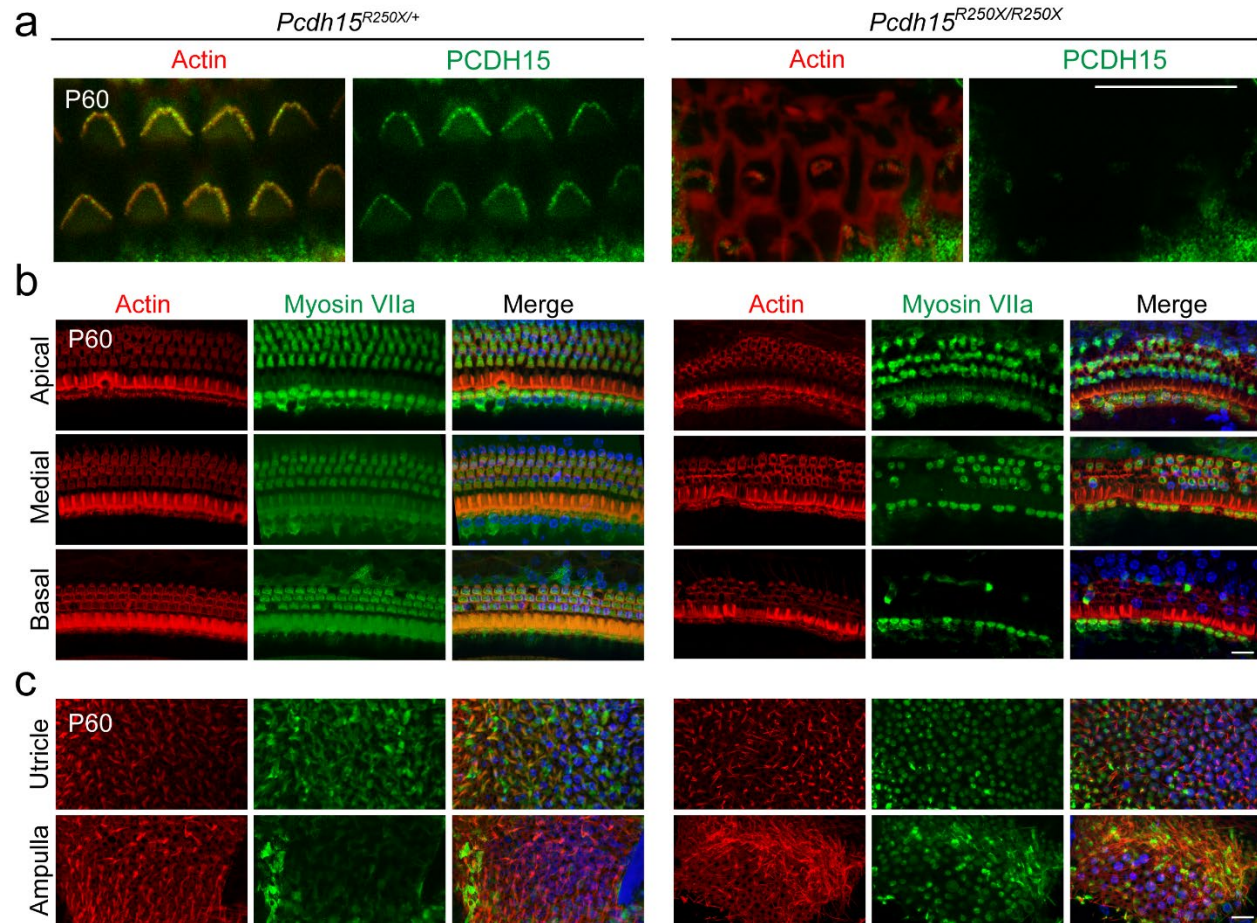 a
Pcdh15R250X/+
Pcdh15R250X/R250X
Actin
PCDH15
Actin
PCDH15
P60
b
Actin
Myosin VIIa
Merge
Actin
Myosin VIIa
Merge
Apical
P60
Medial
Basal
c
Utricle
P60
Ampulla